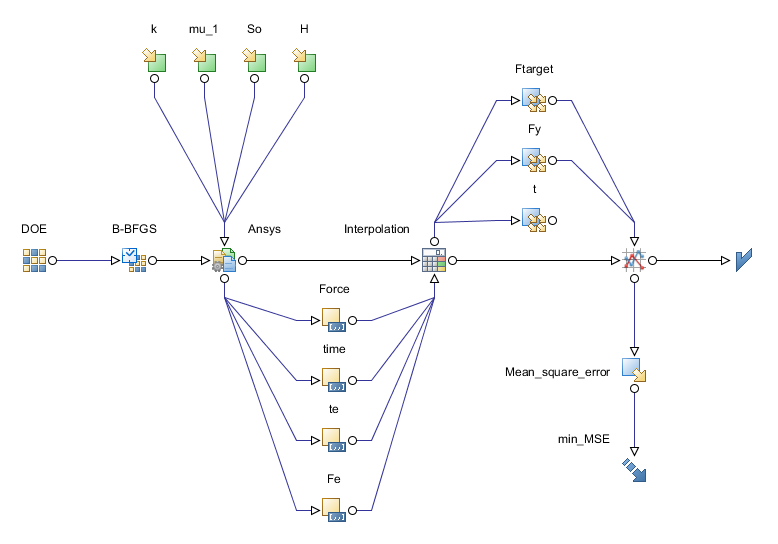 k
mu_1
So
H
Ftarget
Fy
t
DOE
B-BFGS
Ansys
Interpolation
Force
time
te
Fe
Mean_square_error
min_MSE